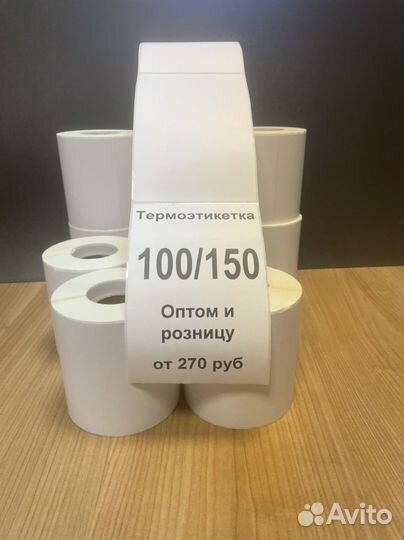 Термоэтикетка
100/150
Оптом и
розницу
от 270 руб
Avito